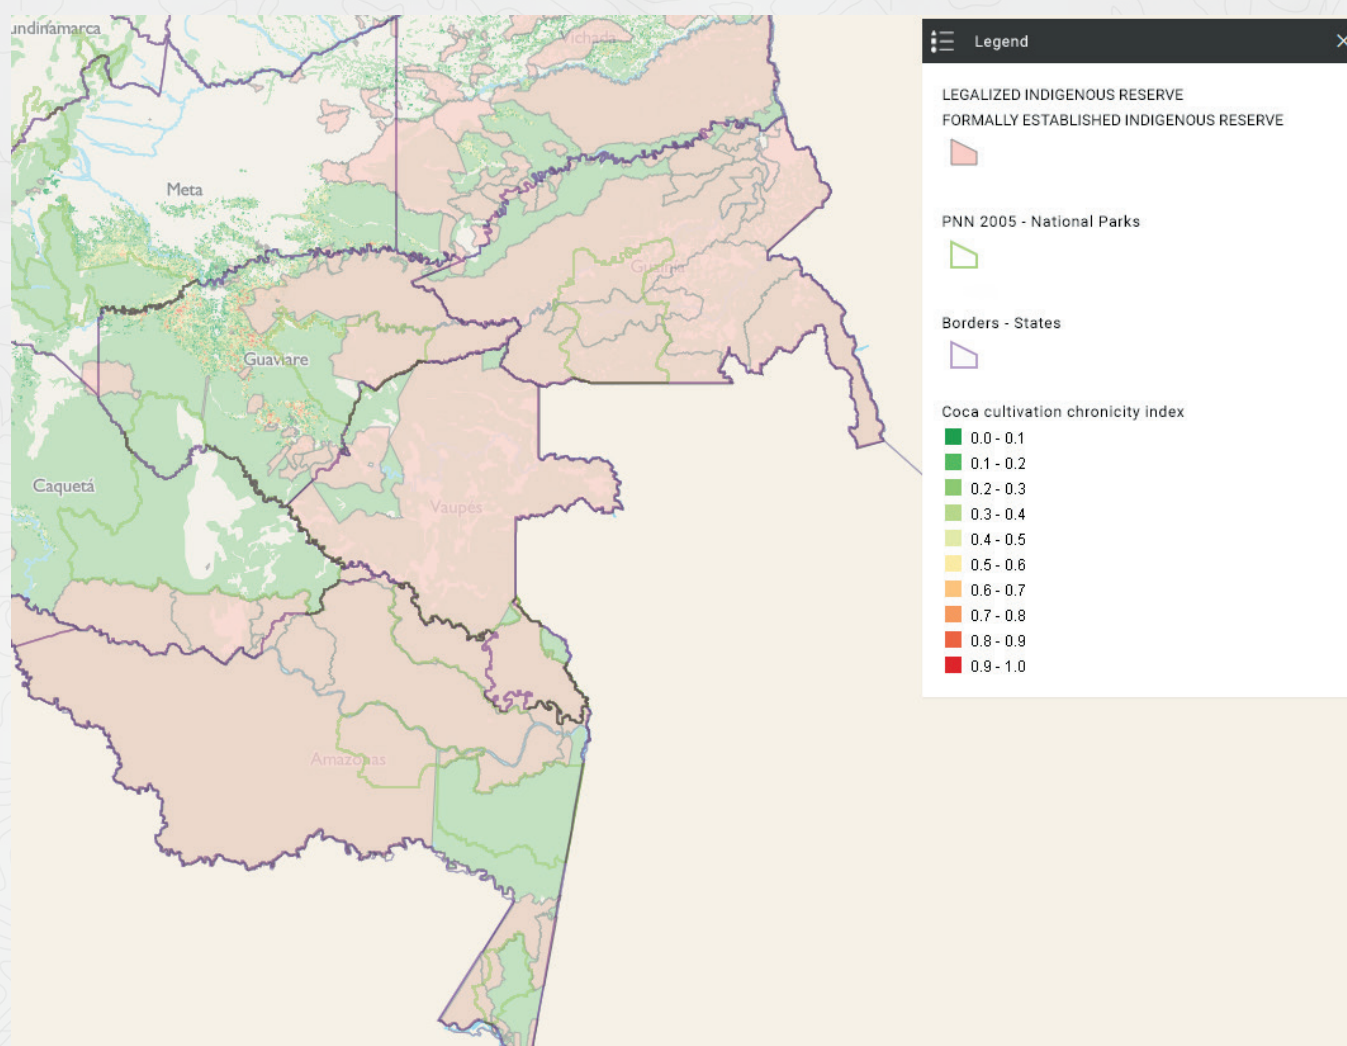 undinamarca
Vichada
Meta
Guainía
Guaviare
Caquetá
Vaupés
Amazonas
Legend
LEGALIZED INDIGENOUS RESERVE
FORMALLY ESTABLISHED INDIGENOUS RESERVE
PNN 2005 - National Parks
Borders - States
Coca cultivation chronicity index
0.0 - 0.1
0.1 - 0.2
0.2 - 0.3
0.3 - 0.4
0.4 - 0.5
0.5 - 0.6
0.6 - 0.7
0.7 - 0.8
0.8 - 0.9
0.9 - 1.0